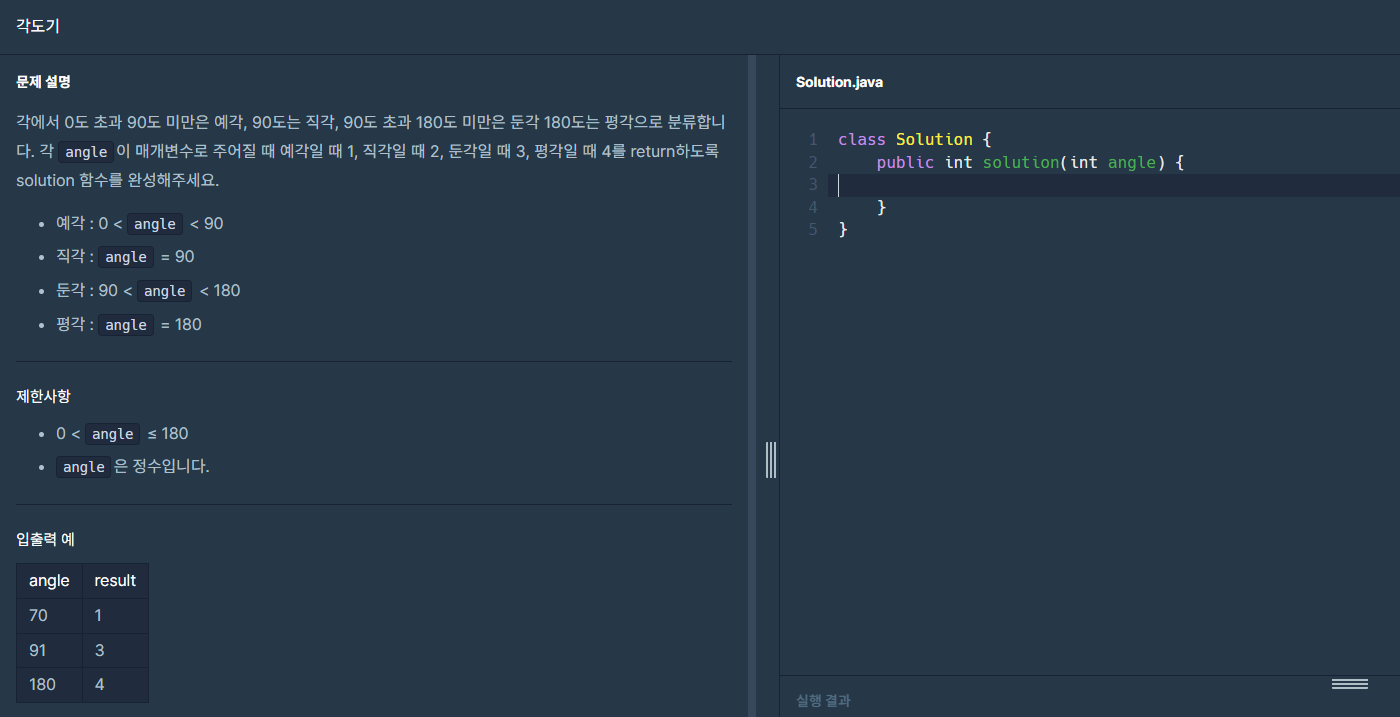 각도기
문제 설명
각에서 0도 초과 90도 미만은 예각, 90도는 직각, 90도 초과 180도 미만은 둔각 180도는 평각으로 분류합니
다. 각 angle이 매개변수로 주어질 때 예각일 때 1, 직각일 때 2, 둔각일 때 3, 평각일 때 4를 return하도록
solution 함수를 완성해주세요.
• 예각 : 0 < angle < 90
• 직각 : angle = 90
• 둔각 : 90 < angle < 180
• 평각 : angle = 180
제한사항
• 0 < angle ≤ 180
• angle은 정수입니다.
입출력 예
angle result
70 1
91 3
180 4
Solution.java
1 class Solution {
2     public int solution(int angle) {
3
4     }
5 }
실행 결과